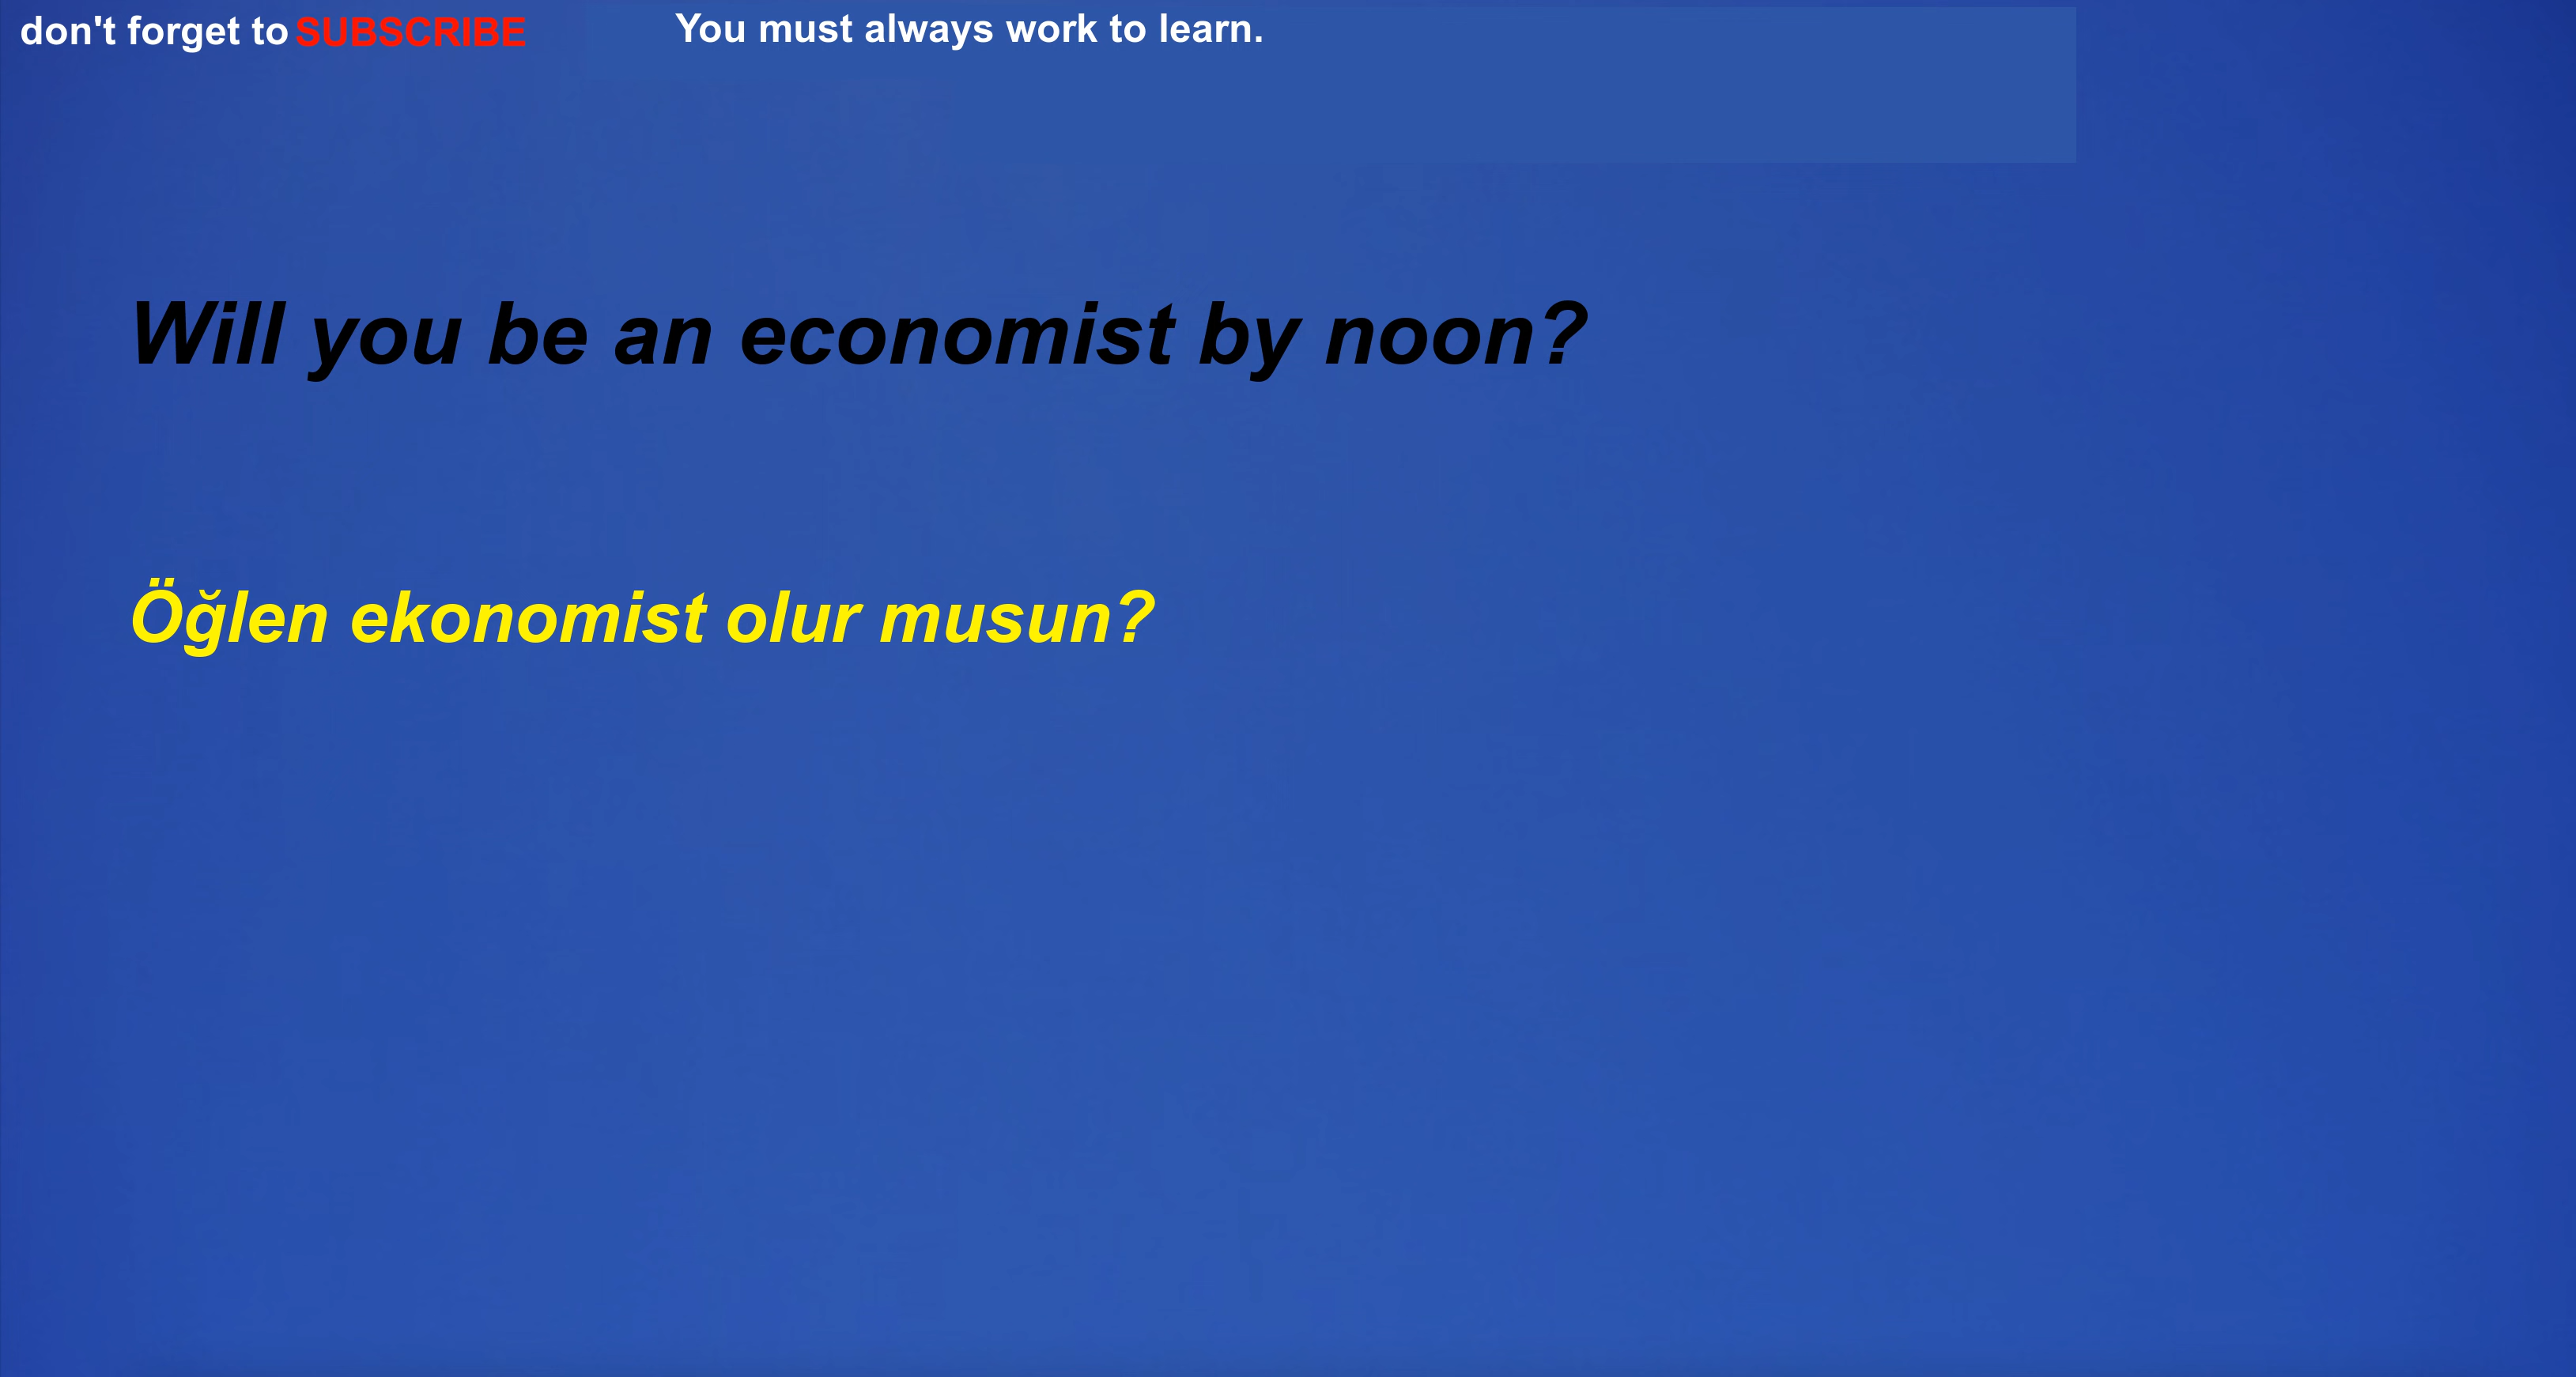 don't forget to SUBSCRIBE
You must always work to learn.
Will you be an economist by noon?
Öğlen ekonomist olur musun?